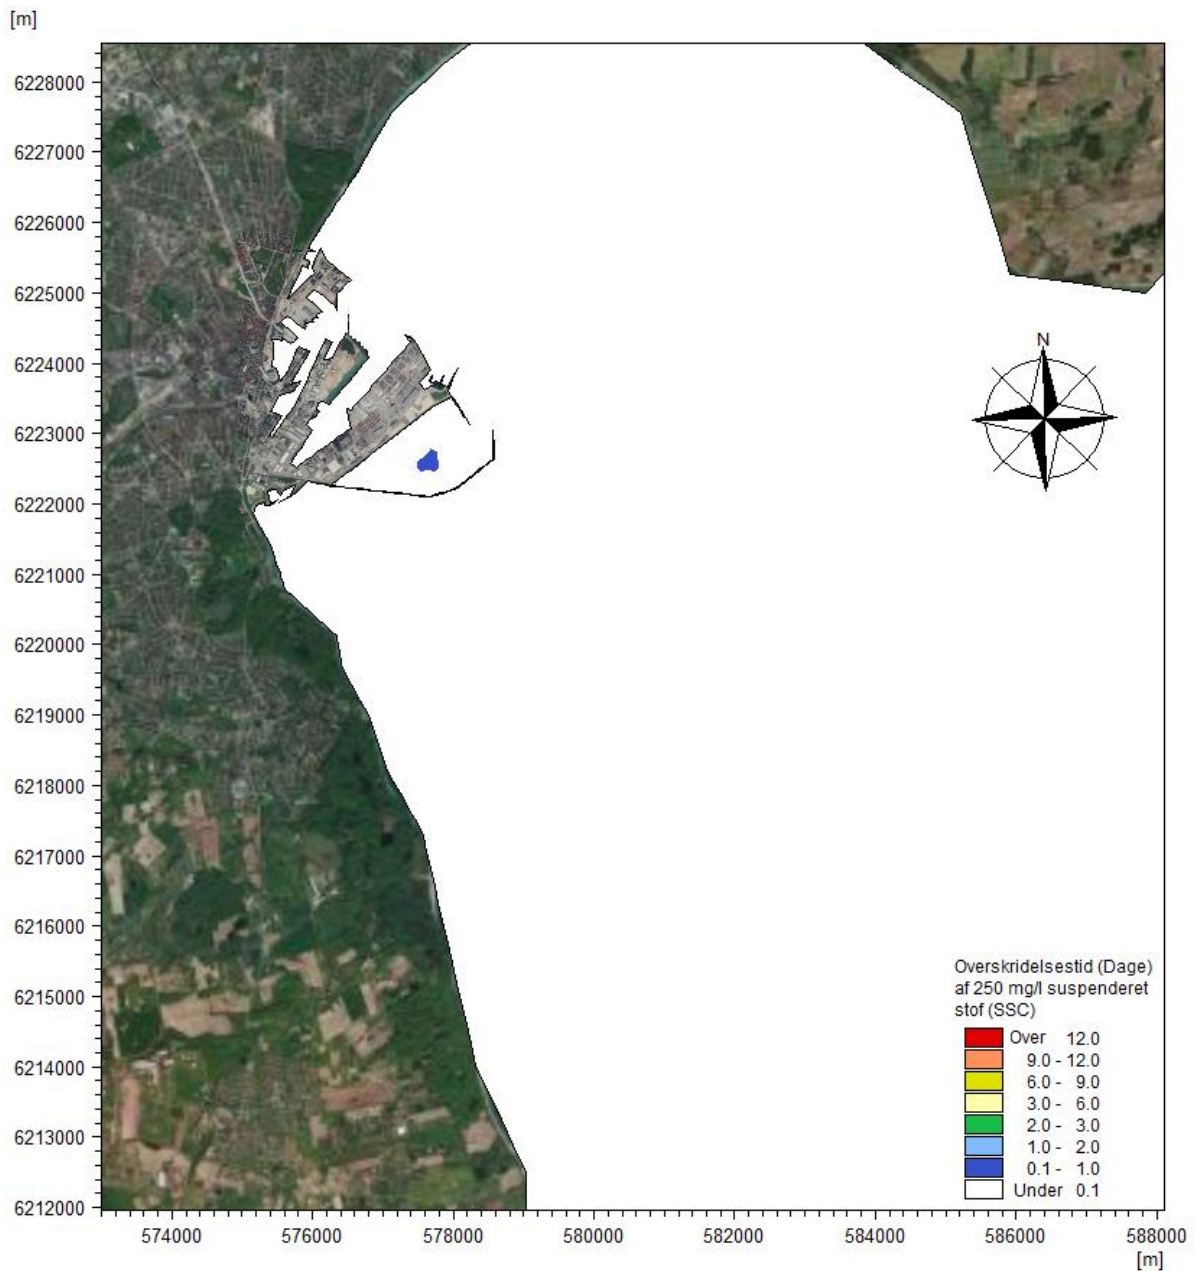 [m]
6228000
6227000
6226000
6225000
6224000
6223000
6222000
6221000
6220000
6219000
6218000
6217000
6216000
6215000
6214000
6213000
6212000
N
Overskridelsestid (Dage)
af 250 mg/l suspenderet
stof (SSC)
Over 12.0
9.0 - 12.0
6.0 - 9.0
3.0 - 6.0
2.0 - 3.0
1.0 - 2.0
0.1 - 1.0
Under 0.1
574000 576000 578000 580000 582000 584000 586000 588000
[m]